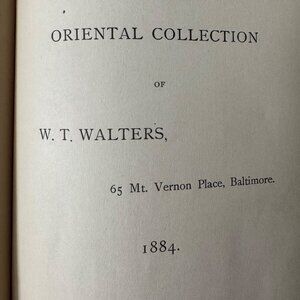 ORIENTAL COLLECTION
OF
W. T. WALTERS,
65 Mt. Vernon Place, Baltimore.
1884.